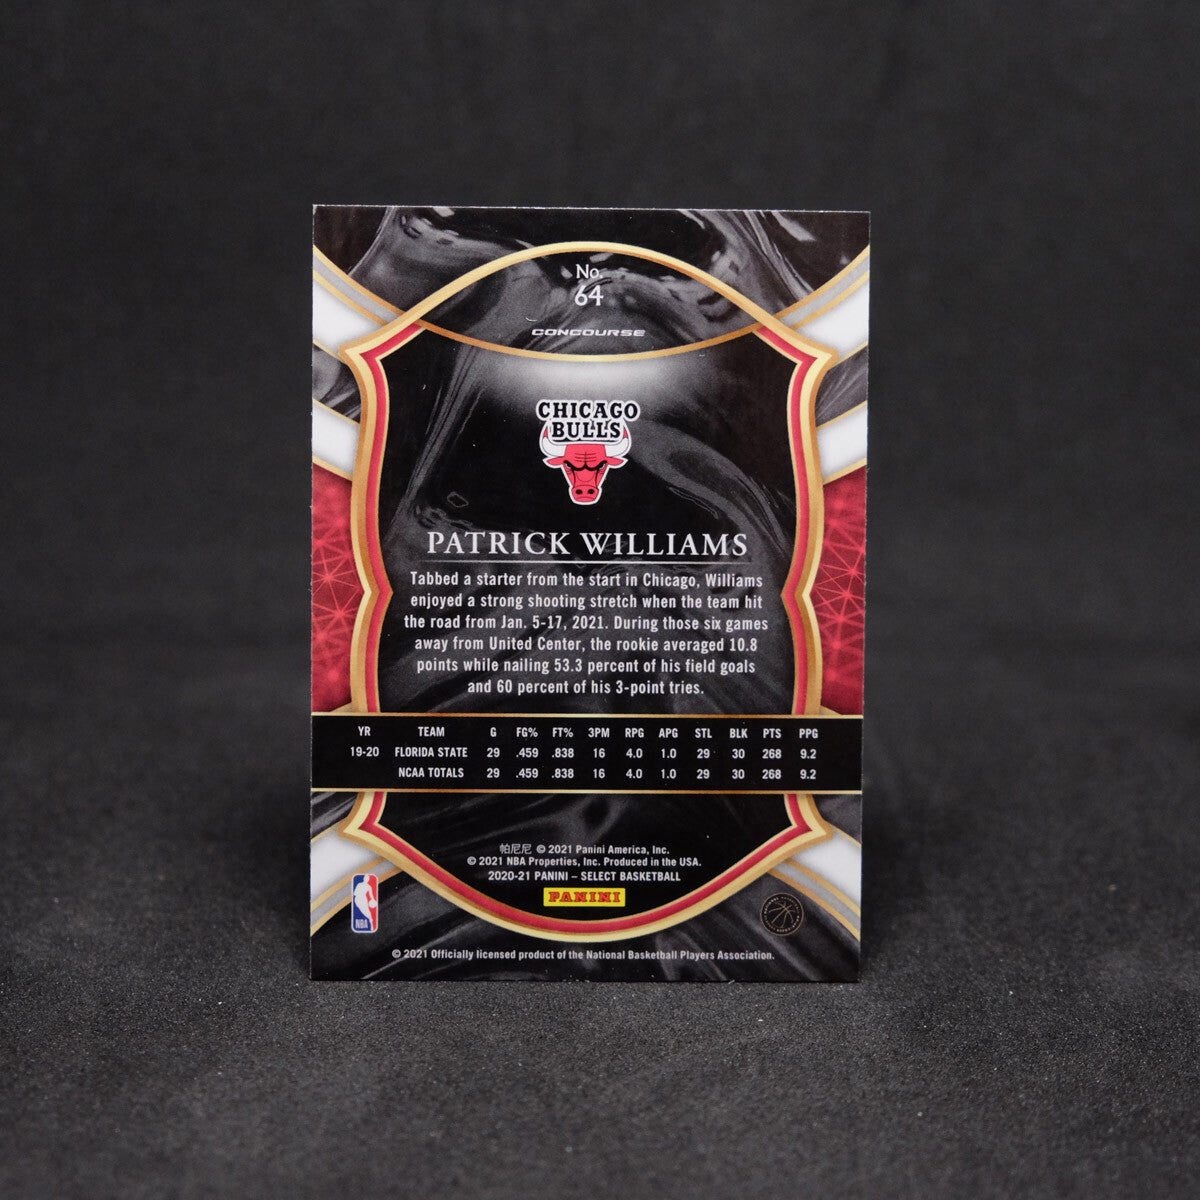 No.
64
CONCOURSE
CHICAGO
BULLS
PATRICK WILLIAMS
Tabbed a starter from the start in Chicago, Williams
enjoyed a strong shooting stretch when the team hit
the road from Jan. 5-17, 2021. During those six games
away from United Center, the rookie averaged 10.8
points while nailing 53.3 percent of his field goals
and 60 percent of his 3-point tries.
YR TEAM G FG% FT% 3PM RPG APG STL BLK PTS PPG
19-20 FLORIDA STATE 29 .459 .838 16 4.0 1.0 29 30 268 9.2
NCAA TOTALS 29 .459 .838 16 4.0 1.0 29 30 268 9.2
帕尼尼 © 2021 Panini America, Inc.
© 2021 NBA Properties, Inc. Produced in the USA.
2020-21 PANINI – SELECT BASKETBALL
PANINI
NBA
© 2021 Officially licensed product of the National Basketball Players Association.